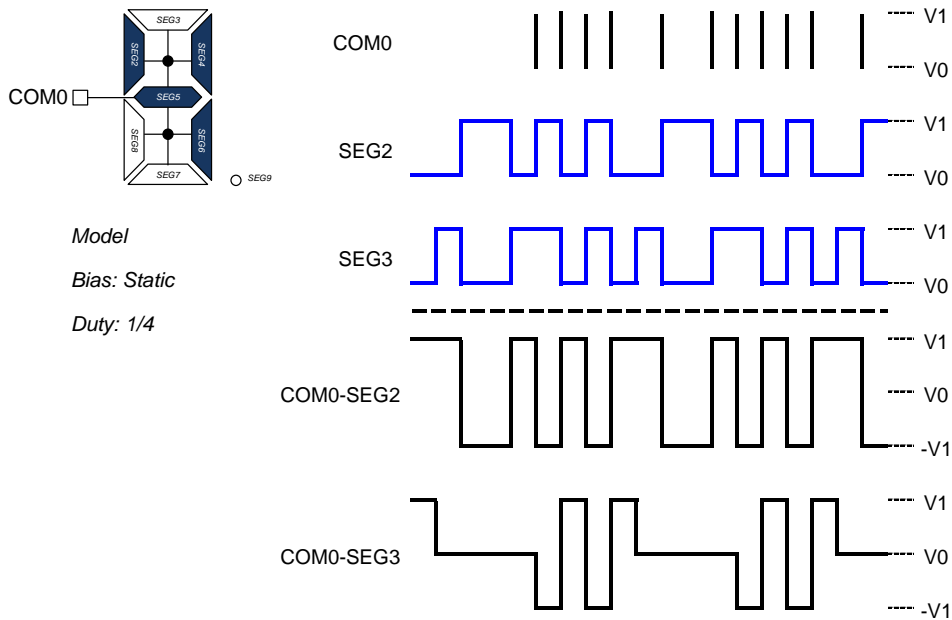 SEG3
SEG2
SEG4
COM0
SEG5
SEG8
SEG6
SEG7
SEG9
Model
Bias: Static
Duty: 1/4
COM0
V1
V0
SEG2
V1
V0
SEG3
V1
V0
COM0-SEG2
V1
V0
-V1
COM0-SEG3
V1
V0
-V1